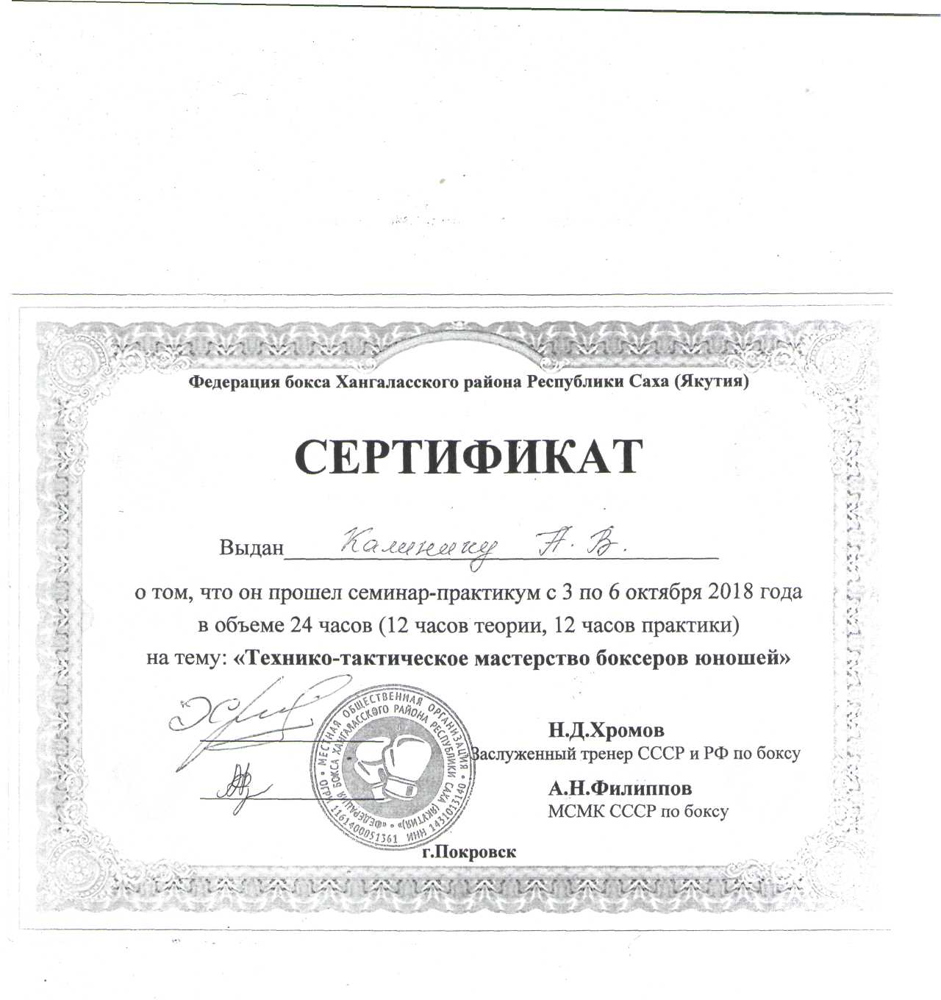 Федерация бокса Хангаласского района Республики Саха (Якутия)
СЕРТИФИКАТ
Выдан Калинину А. В.
о том, что он прошел семинар-практикум с 3 по 6 октября 2018 года
в объеме 24 часов (12 часов теории, 12 часов практики)
на тему: «Технико-тактическое мастерство боксеров юношей»
МЕСТНАЯ ОБЩЕСТВЕННАЯ ОРГАНИЗАЦИЯ
«ФЕДЕРАЦИЯ БОКСА ХАНГАЛАССКОГО РАЙОНА РЕСПУБЛИКИ САХА (ЯКУТИЯ)»
1161400051361 ИНН 1431013140
Н.Д.Хромов
Заслуженный тренер СССР и РФ по боксу
А.Н.Филиппов
МСМК СССР по боксу
г.Покровск